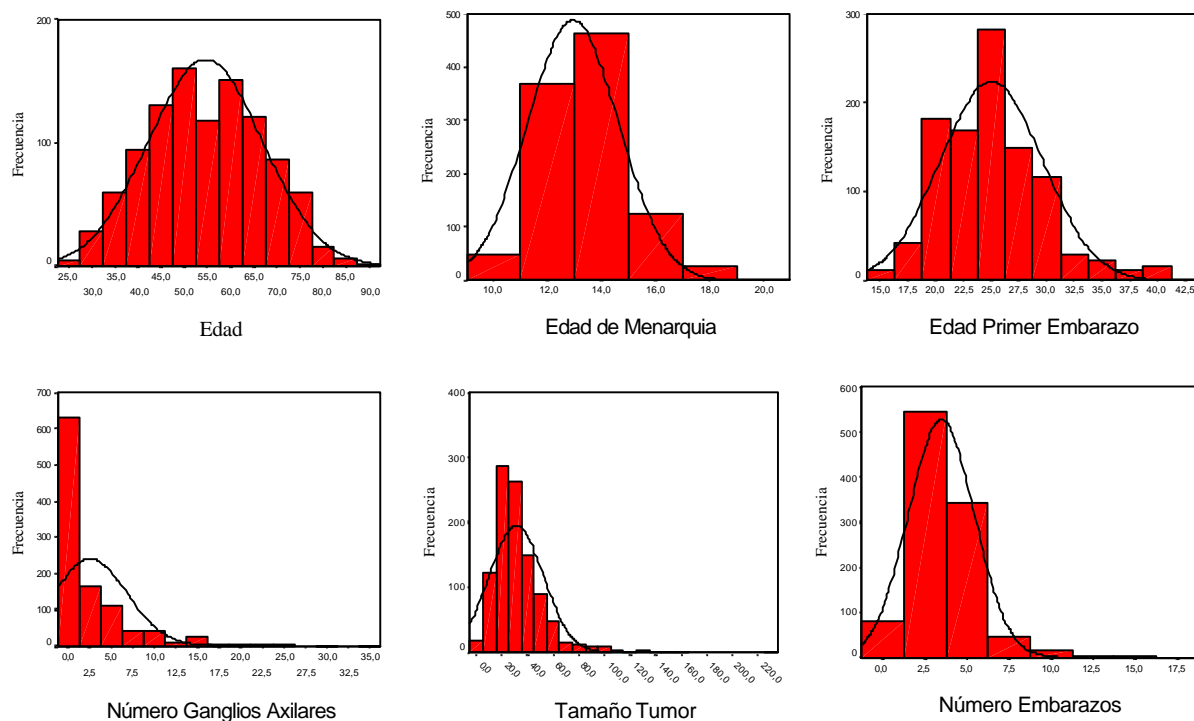 200
100
0
Frecuencia
25,0 35,0 45,0 55,0 65,0 75,0 85,0
30,0 40,0 50,0 60,0 70,0 80,0 90,0
Edad
500
400
300
200
100
0
Frecuencia
10,0 12,0 14,0 16,0 18,0 20,0
Edad de Menarquia
300
200
100
0
Frecuencia
15,0 17,5 20,0 22,5 25,0 27,5 30,0 32,5 35,0 37,5 40,0 42,5
Edad Primer Embarazo
700
600
500
400
300
200
100
0
Frecuencia
0,0 5,0 10,0 15,0 20,0 25,0 30,0 35,0
2,5 7,5 12,5 17,5 22,5 27,5 32,5
Número Ganglios Axilares
400
300
200
100
0
Frecuencia
0,0 20,0 40,0 60,0 80,0 100,0 120,0 140,0 160,0 180,0 200,0 220,0
Tamaño Tumor
600
500
400
300
200
100
0
Frecuencia
0,0 2,5 5,0 7,5 10,0 12,5 15,0 17,5
Número Embarazos